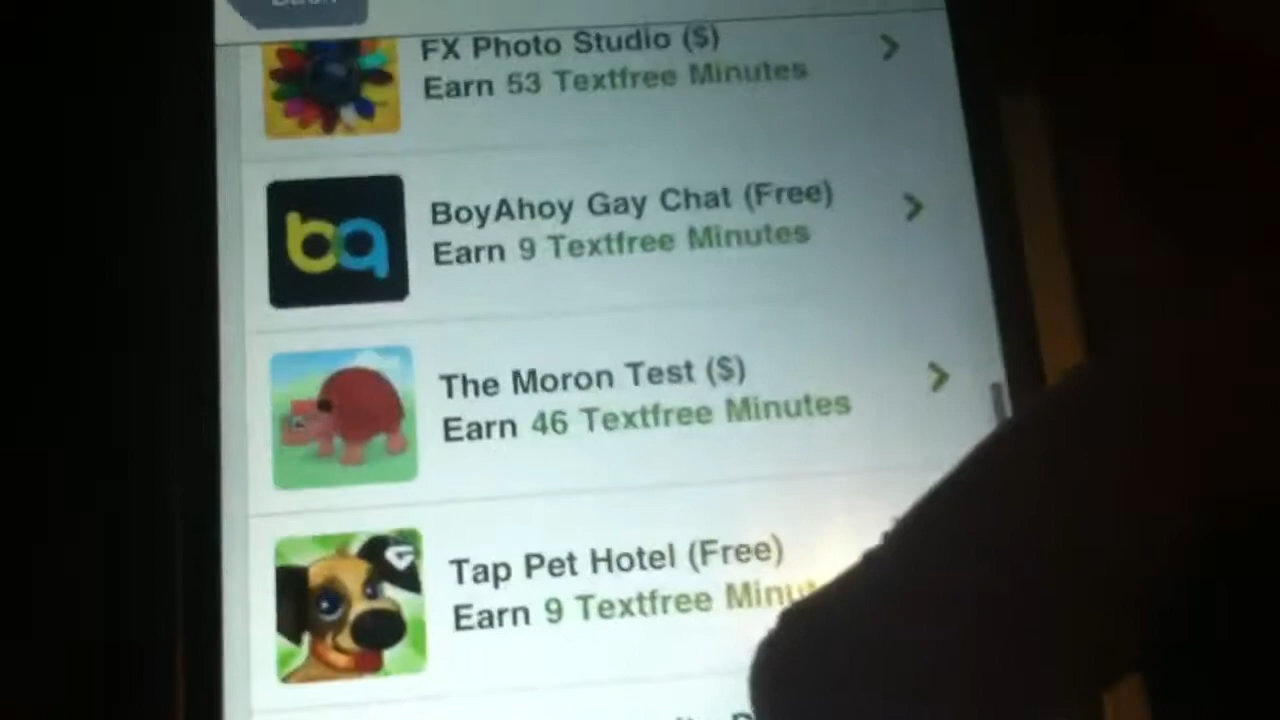 FX Photo Studio ($)
Earn 53 Textfree Minutes
BoyAhoy Gay Chat (Free)
Earn 9 Textfree Minutes
The Moron Test ($)
Earn 46 Textfree Minutes
Tap Pet Hotel (Free)
Earn 9 Textfree